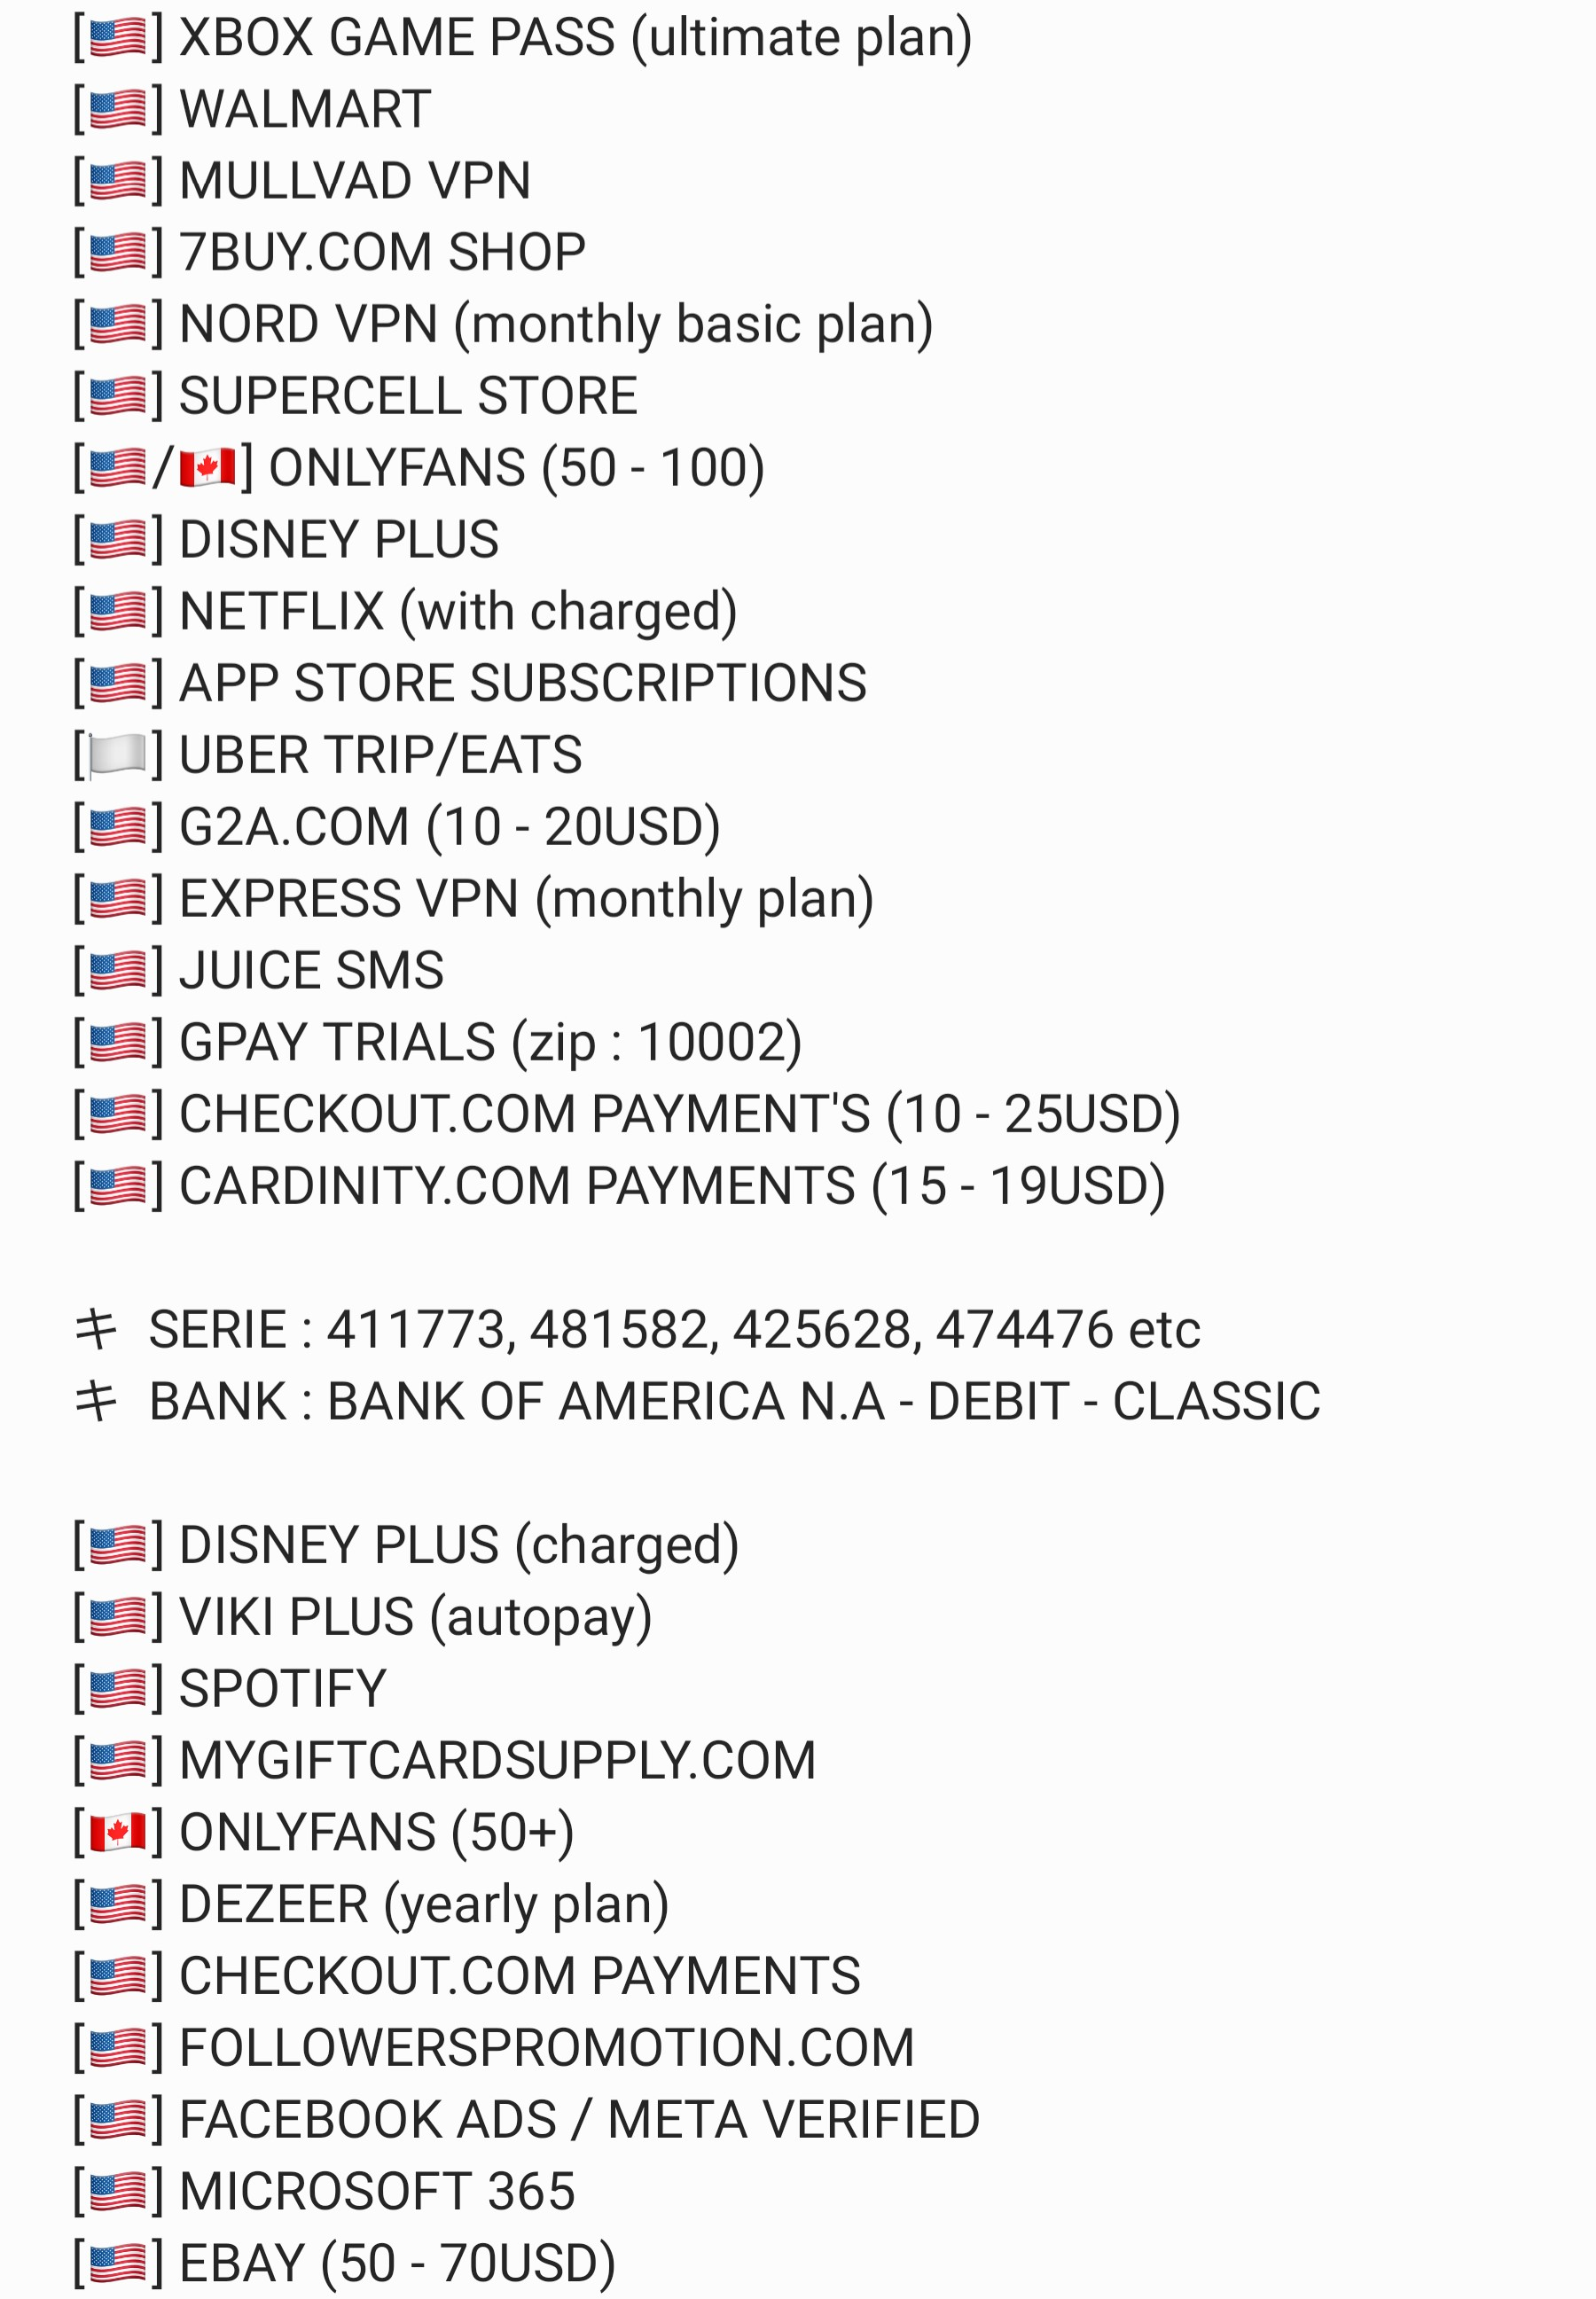 [🇺🇸] XBOX GAME PASS (ultimate plan)
[🇺🇸] WALMART
[🇺🇸] MULLVAD VPN
[🇺🇸] 7BUY.COM SHOP
[🇺🇸] NORD VPN (monthly basic plan)
[🇺🇸] SUPERCELL STORE
[🇺🇸/🇨🇦] ONLYFANS (50 - 100)
[🇺🇸] DISNEY PLUS
[🇺🇸] NETFLIX (with charged)
[🇺🇸] APP STORE SUBSCRIPTIONS
[🏳️] UBER TRIP/EATS
[🇺🇸] G2A.COM (10 - 20USD)
[🇺🇸] EXPRESS VPN (monthly plan)
[🇺🇸] JUICE SMS
[🇺🇸] GPAY TRIALS (zip : 10002)
[🇺🇸] CHECKOUT.COM PAYMENT'S (10 - 25USD)
[🇺🇸] CARDINITY.COM PAYMENTS (15 - 19USD)
キ SERIE : 411773, 481582, 425628, 474476 etc
キ BANK : BANK OF AMERICA N.A - DEBIT - CLASSIC
[🇺🇸] DISNEY PLUS (charged)
[🇺🇸] VIKI PLUS (autopay)
[🇺🇸] SPOTIFY
[🇺🇸] MYGIFTCARDSUPPLY.COM
[🇨🇦] ONLYFANS (50+)
[🇺🇸] DEZEER (yearly plan)
[🇺🇸] CHECKOUT.COM PAYMENTS
[🇺🇸] FOLLOWERSPROMOTION.COM
[🇺🇸] FACEBOOK ADS / META VERIFIED
[🇺🇸] MICROSOFT 365
[🇺🇸] EBAY (50 - 70USD)